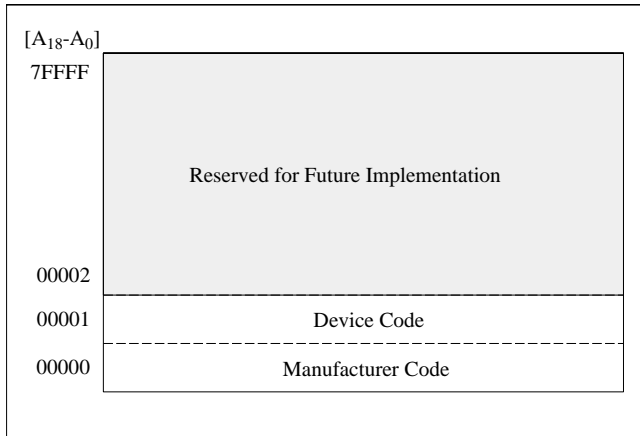 [A18-A0]
7FFFF
Reserved for Future Implementation
00002
00001
Device Code
00000
Manufacturer Code